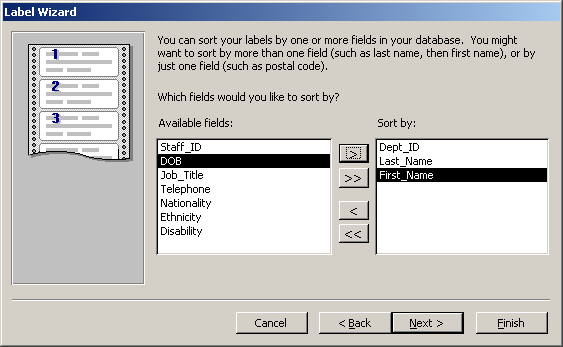 Label Wizard
1
2
3
You can sort your labels by one or more fields in your database. You might
want to sort by more than one field (such as last name, then first name), or by
just one field (such as postal code).
Which fields would you like to sort by?
Available fields:
Staff_ID
DOB
Job_Title
Telephone
Nationality
Ethnicity
Disability
>
>>
<
<<
Sort by:
Dept_ID
Last_Name
First_Name
Cancel
< Back
Next >
Finish